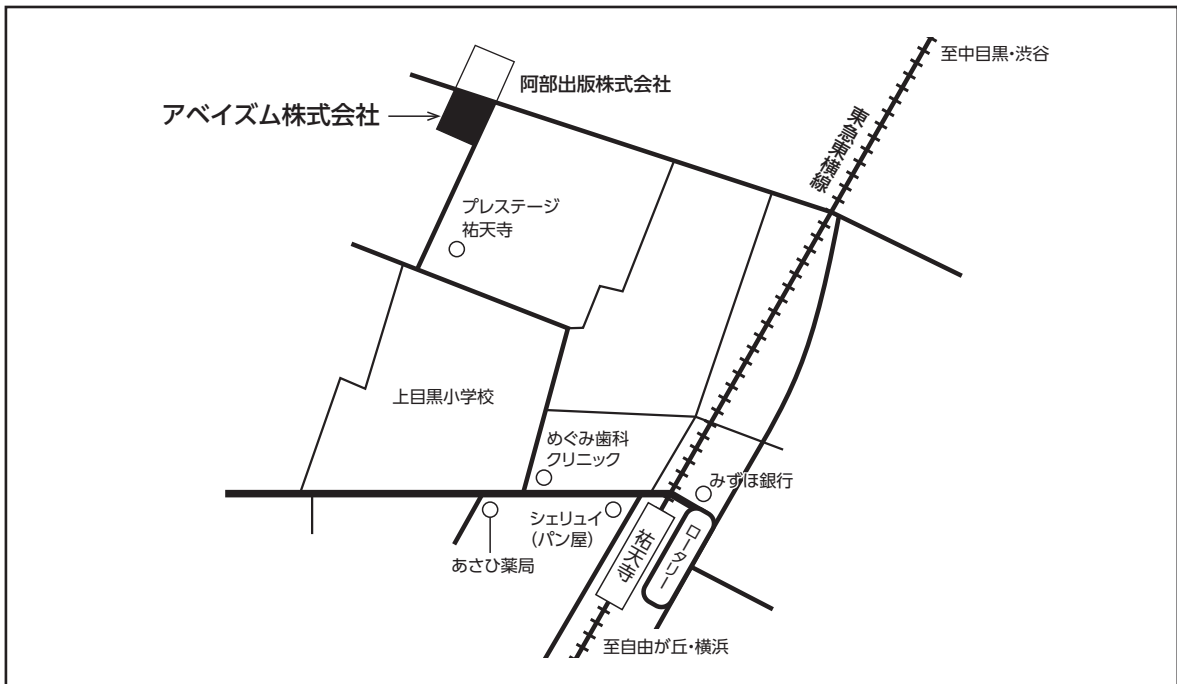 至中目黒・渋谷
阿部出版株式会社
アベイズム株式会社
東急東横線
プレステージ
祐天寺
上目黒小学校
めぐみ歯科
クリニック
みずほ銀行
シェリュイ
(パン屋)
ロータリー
祐天寺
あさひ薬局
至自由が丘・横浜